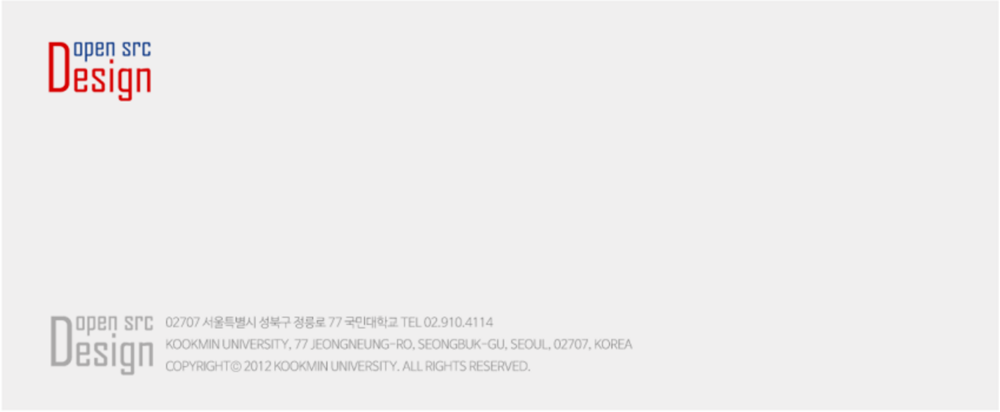 open src
Design
open src
Design
02707 서울특별시 성북구 정릉로 77 국민대학교 TEL 02.910.4114
KOOKMIN UNIVERSITY, 77 JEONGNEUNG-RO, SEONGBUK-GU, SEOUL, 02707, KOREA
COPYRIGHT© 2012 KOOKMIN UNIVERSITY. ALL RIGHTS RESERVED.